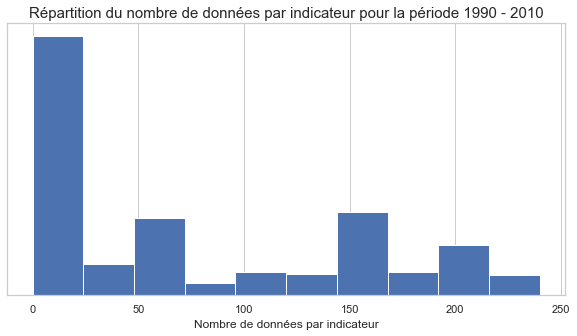 Répartition du nombre de données par indicateur pour la période 1990 - 2010
0 50 100 150 200 250
Nombre de données par indicateur